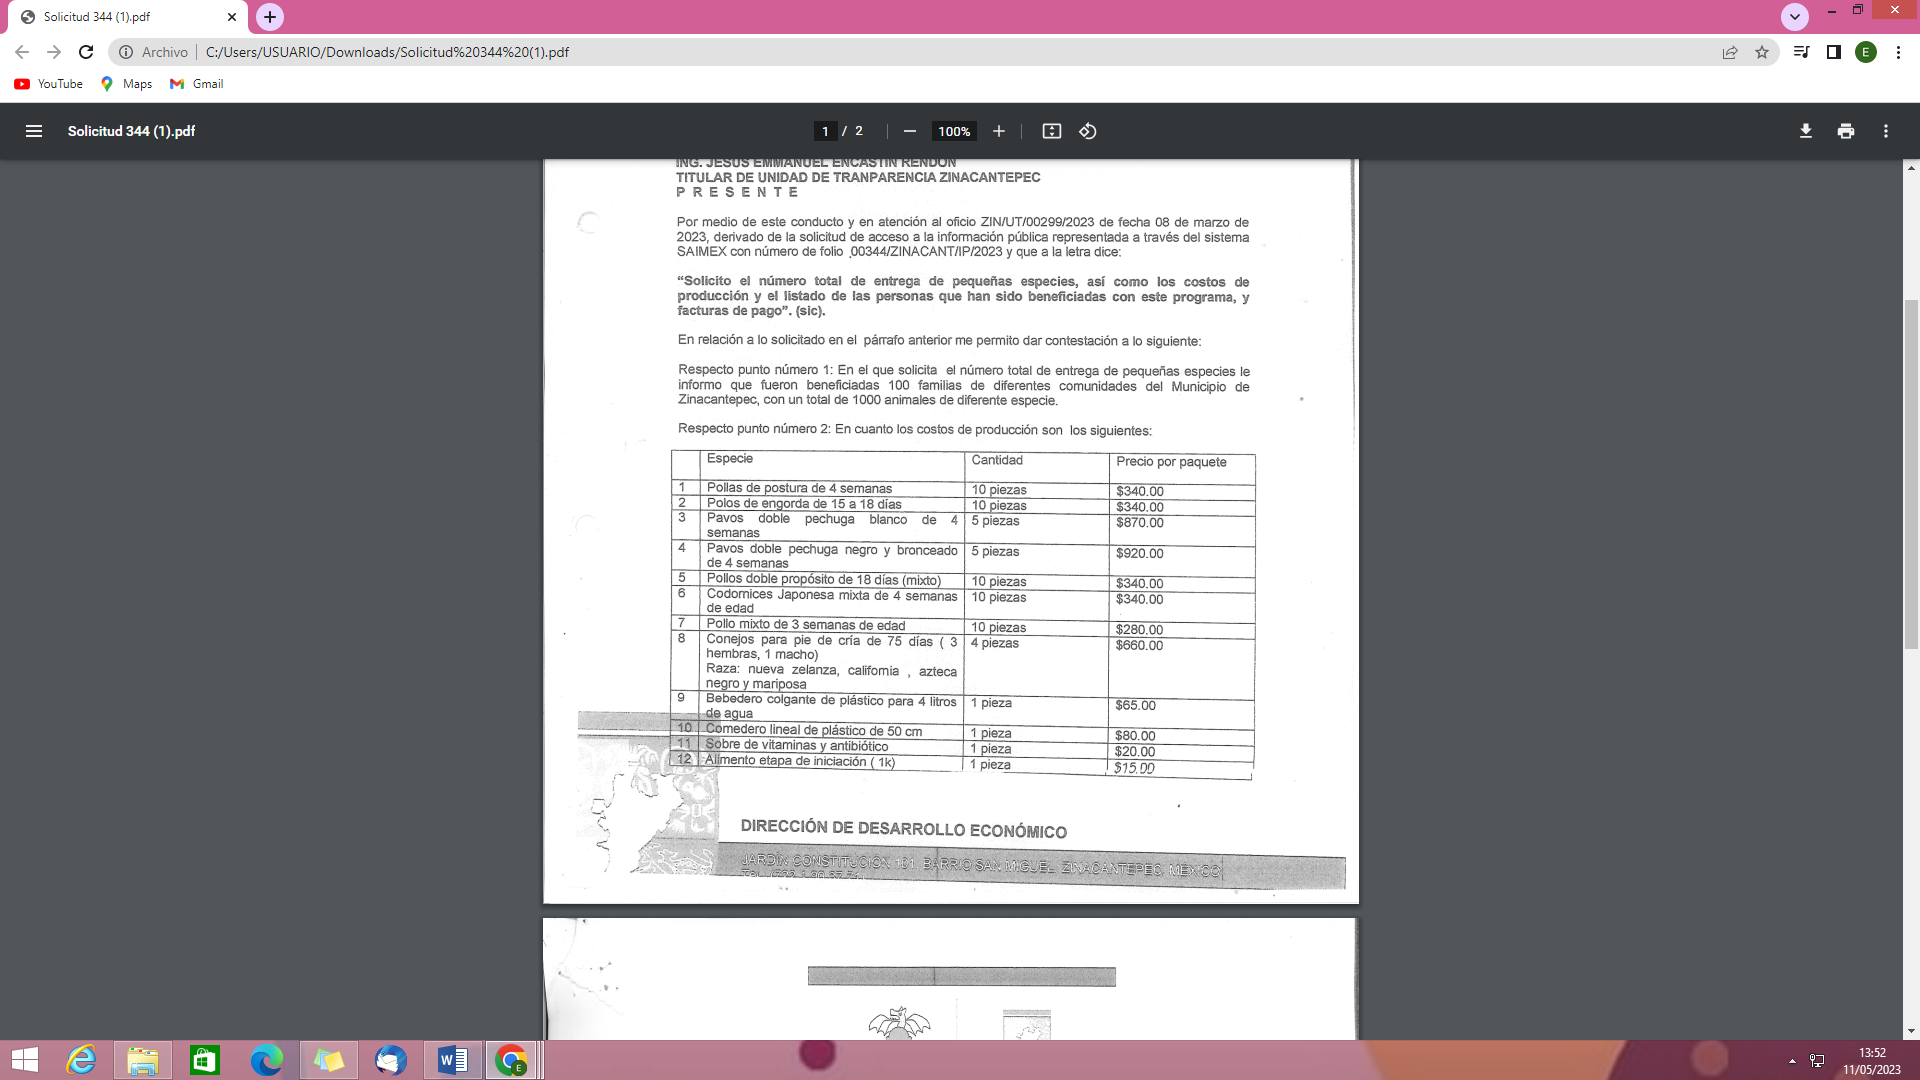 Solicitud 344 (1).pdf
Archivo
C:/Users/USUARIO/Downloads/Solicitud%20344%20(1).pdf
E
YouTube
Maps
Gmail
Solicitud 344 (1).pdf
1 / 2
100%
ING. JESUS EMMANUEL ENCASTIN RENDON
TITULAR DE UNIDAD DE TRANPARENCIA ZINACANTEPEC
P R E S E N T E
Por medio de este conducto y en atención al oficio ZIN/UT/00299/2023 de fecha 08 de marzo de
2023, derivado de la solicitud de acceso a la información pública representada a través del sistema
SAIMEX con número de folio 00344/ZINACANT/IP/2023 y que a la letra dice:
“Solicito el número total de entrega de pequeñas especies, así como los costos de
producción y el listado de las personas que han sido beneficiadas con este programa, y
facturas de pago”. (sic).
En relación a lo solicitado en el párrafo anterior me permito dar contestación a lo siguiente:
Respecto punto número 1: En el que solicita el número total de entrega de pequeñas especies le
informo que fueron beneficiadas 100 familias de diferentes comunidades del Municipio de
Zinacantepec, con un total de 1000 animales de diferente especie.
Respecto punto número 2: En cuanto los costos de producción son los siguientes:
Especie Cantidad Precio por paquete
1 Pollas de postura de 4 semanas 10 piezas $340.00
2 Polos de engorda de 15 a 18 días 10 piezas $340.00
3 Pavos doble pechuga blanco de 4 5 piezas $870.00
semanas
4 Pavos doble pechuga negro y bronceado 5 piezas $920.00
de 4 semanas
5 Pollos doble propósito de 18 días (mixto) 10 piezas $340.00
6 Codornices Japonesa mixta de 4 semanas 10 piezas $340.00
de edad
7 Pollo mixto de 3 semanas de edad 10 piezas $280.00
8 Conejos para pie de cría de 75 días ( 3 4 piezas $660.00
hembras, 1 macho)
Raza: nueva zelanza, california , azteca
negro y mariposa
9 Bebedero colgante de plástico para 4 litros 1 pieza $65.00
de agua
10 Comedero lineal de plástico de 50 cm 1 pieza $80.00
11 Sobre de vitaminas y antibiótico 1 pieza $20.00
12 Alimento etapa de iniciación ( 1k) 1 pieza $15.00
DIRECCIÓN DE DESARROLLO ECONÓMICO
JARDÍN CONSTITUCIÓN 101, BARRIO SAN MIGUEL, ZINACANTEPEC, MÉXICO
E
13:52
11/05/2023